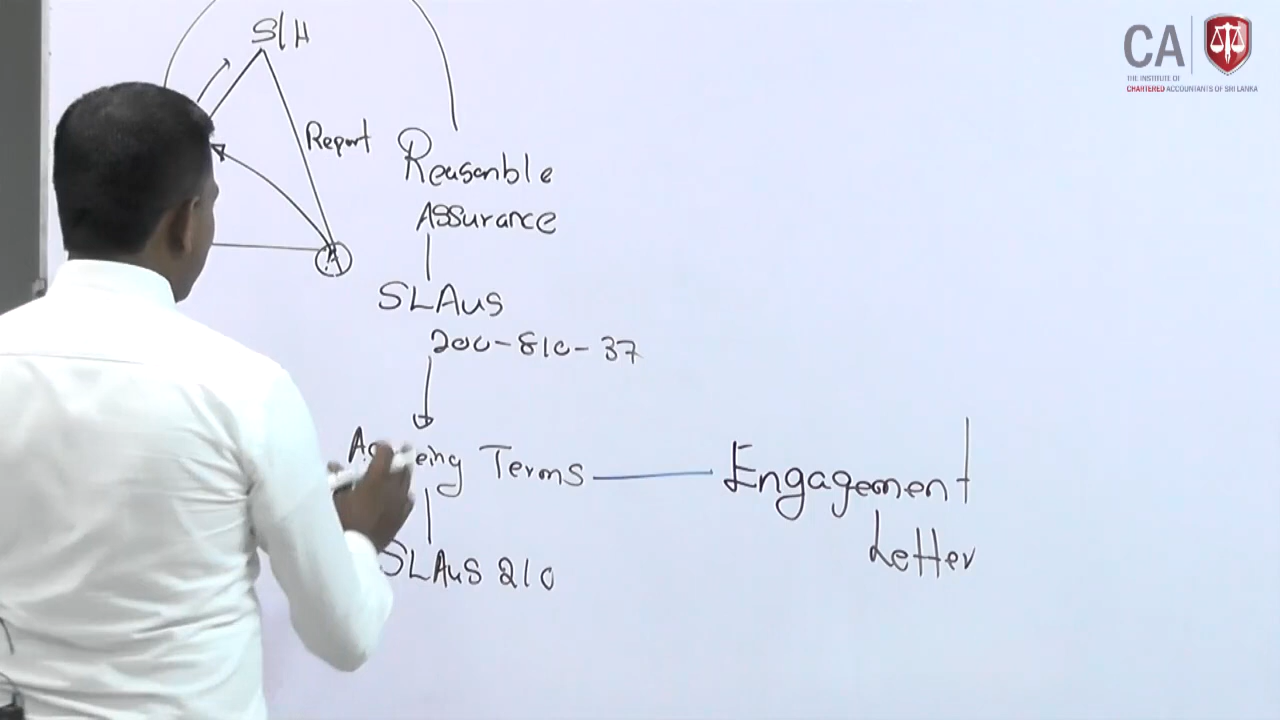 S/H
Report
Reasonble
Assurance
SLAus
200-810-37
Terms
Engagement
Letter
SLAus 210
A
CA
THE INSTITUTE OF
CHARTERED ACCOUNTANTS OF SRI LANKA